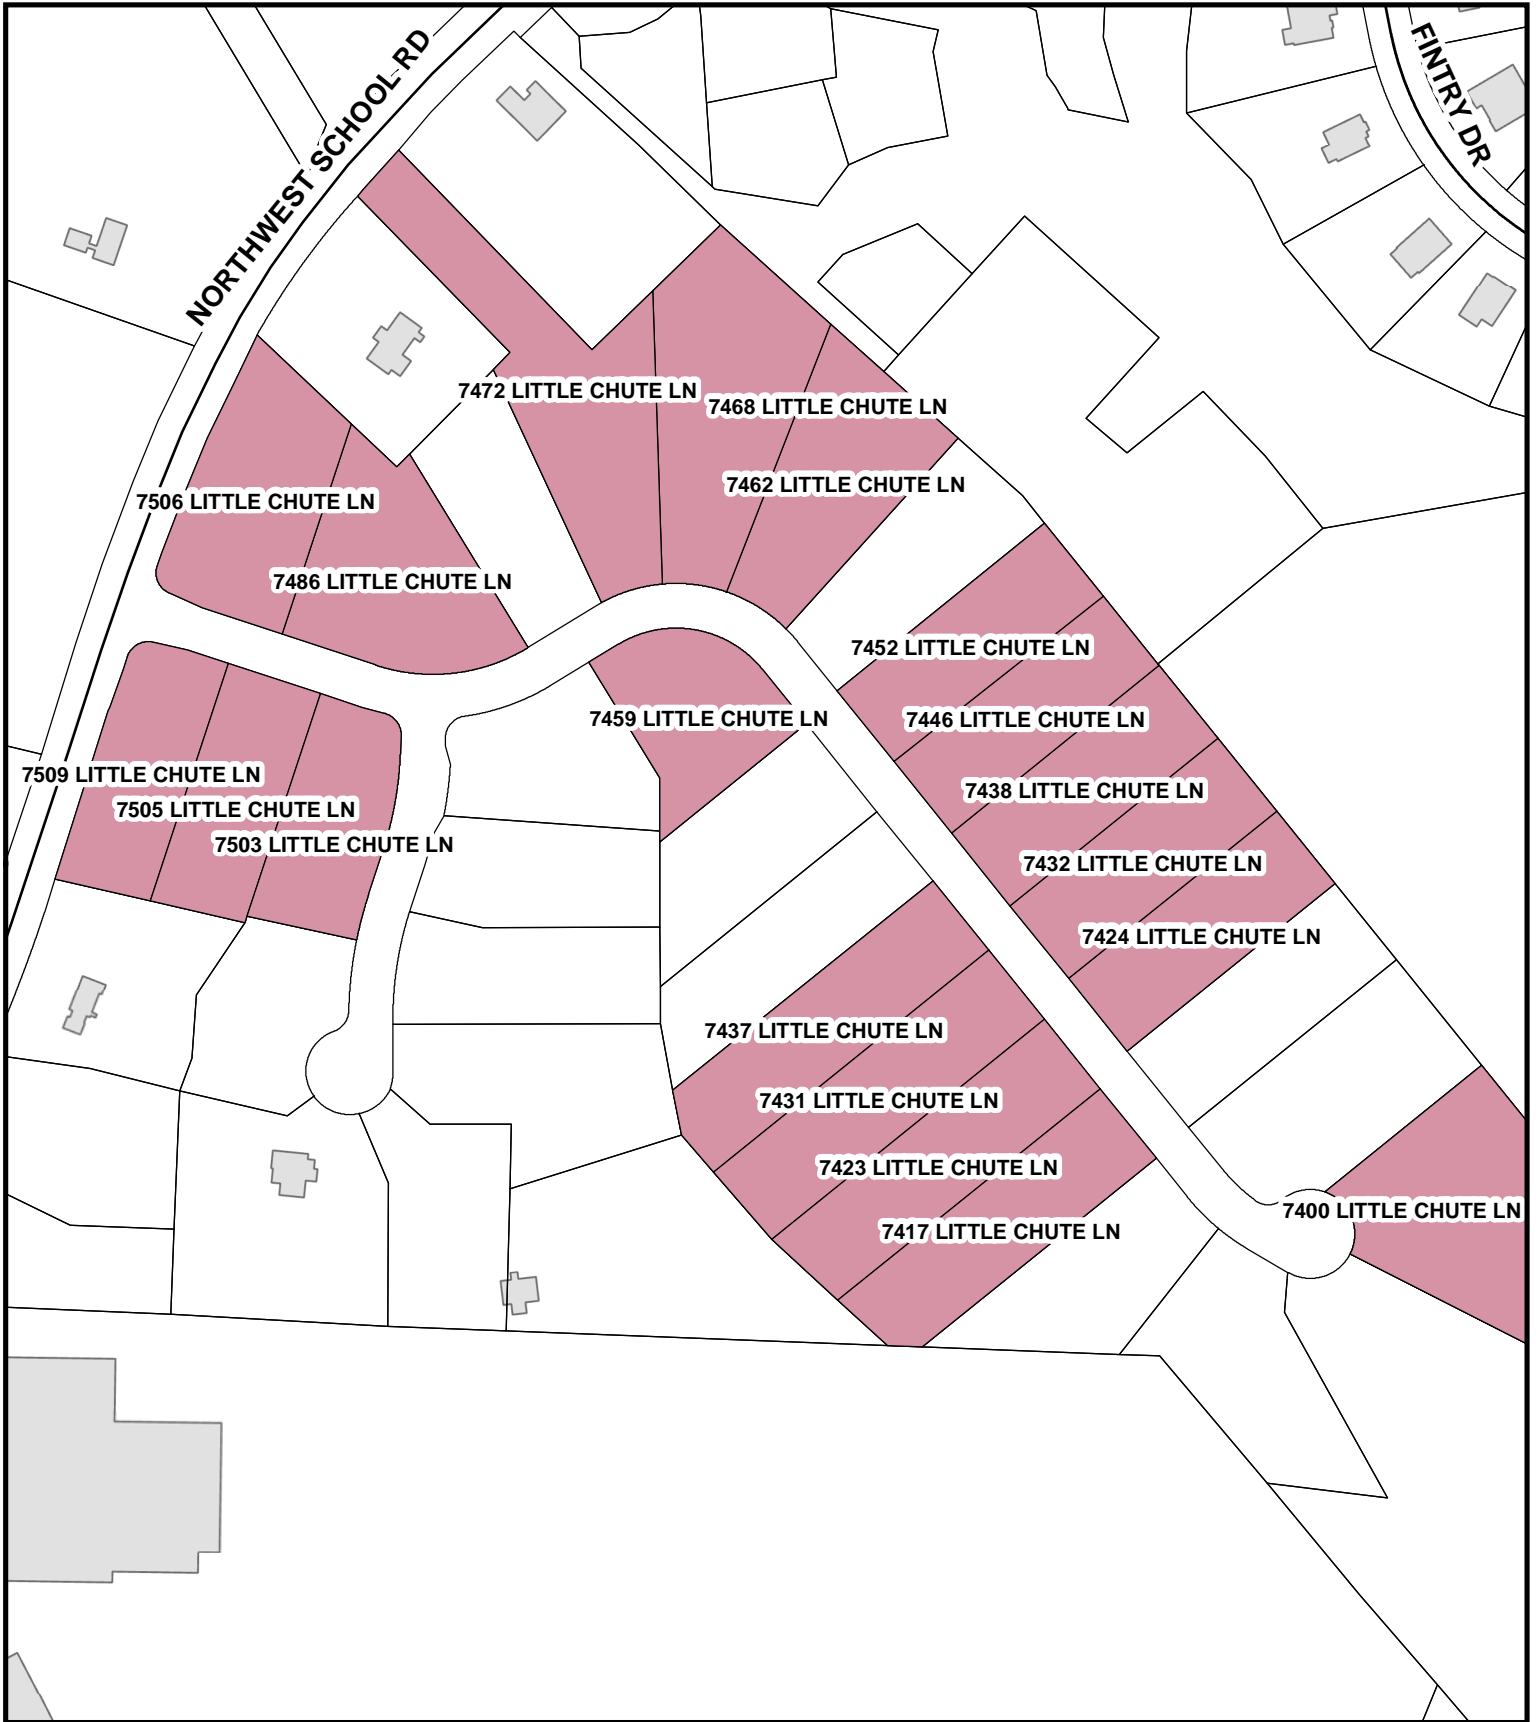 NORTHWEST SCHOOL RD
FINTRY DR
7472 LITTLE CHUTE LN
7468 LITTLE CHUTE LN
7462 LITTLE CHUTE LN
7506 LITTLE CHUTE LN
7486 LITTLE CHUTE LN
7452 LITTLE CHUTE LN
7459 LITTLE CHUTE LN
7446 LITTLE CHUTE LN
7509 LITTLE CHUTE LN
7438 LITTLE CHUTE LN
7505 LITTLE CHUTE LN
7503 LITTLE CHUTE LN
7432 LITTLE CHUTE LN
7424 LITTLE CHUTE LN
7437 LITTLE CHUTE LN
7431 LITTLE CHUTE LN
7423 LITTLE CHUTE LN
7400 LITTLE CHUTE LN
7417 LITTLE CHUTE LN